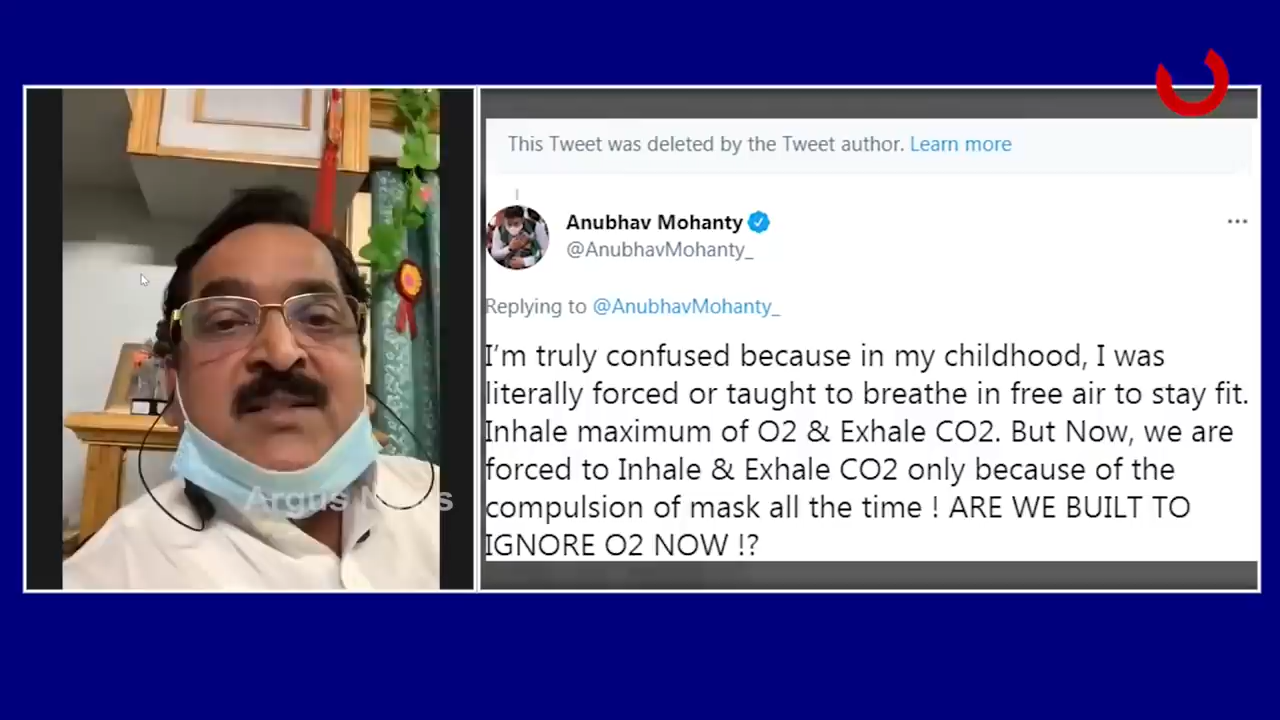 This Tweet was deleted by the Tweet author. Learn more
Anubhav Mohanty
@AnubhavMohanty_
Replying to @AnubhavMohanty_
I'm truly confused because in my childhood, I was
literally forced or taught to breathe in free air to stay fit.
Inhale maximum of O2 & Exhale CO2. But Now, we are
forced to Inhale & Exhale CO2 only because of the
compulsion of mask all the time ! ARE WE BUILT TO
IGNORE O2 NOW !?
Argus News